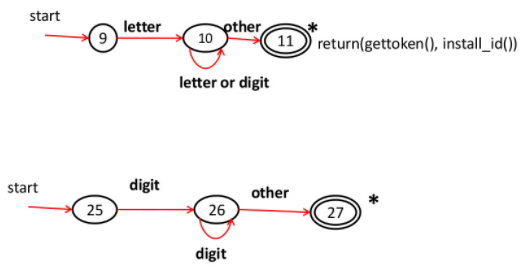 start
letter
other
*
9
10
11
return(gettoken(), install_id())
letter or digit
start
digit
other
*
25
26
27
digit